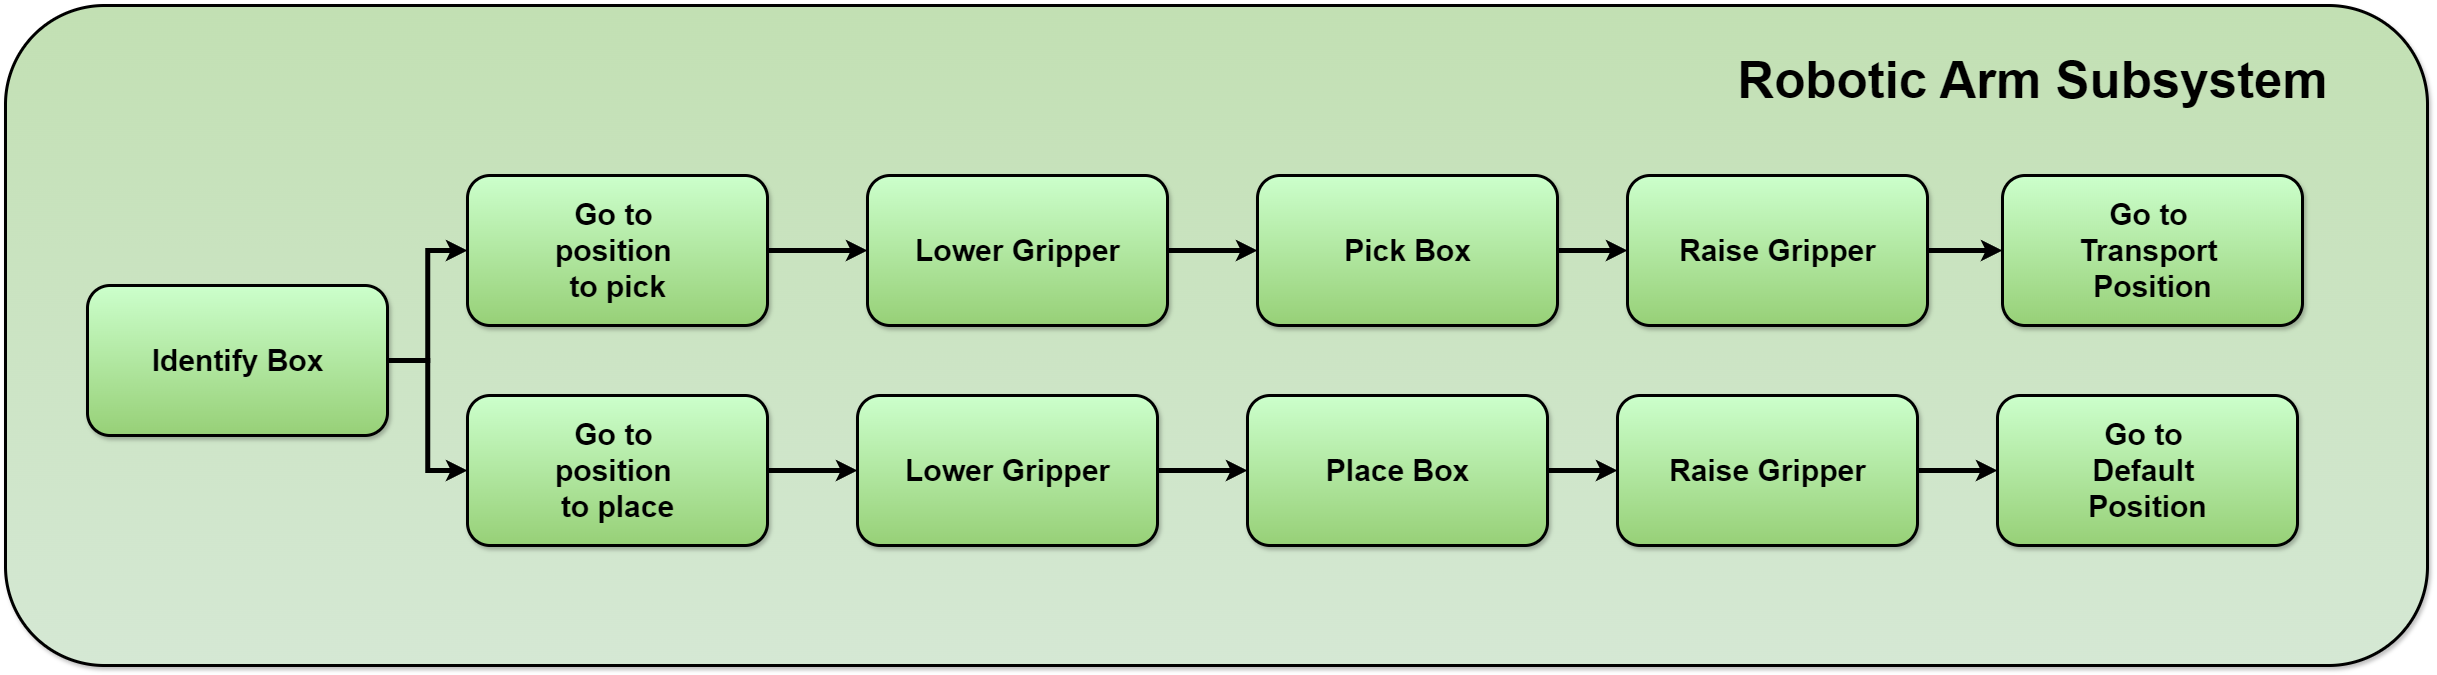 Robotic Arm Subsystem
Identify Box
Go to
position
to pick
Lower Gripper
Pick Box
Raise Gripper
Go to
Transport
Position
Go to
position
to place
Lower Gripper
Place Box
Raise Gripper
Go to
Default
Position